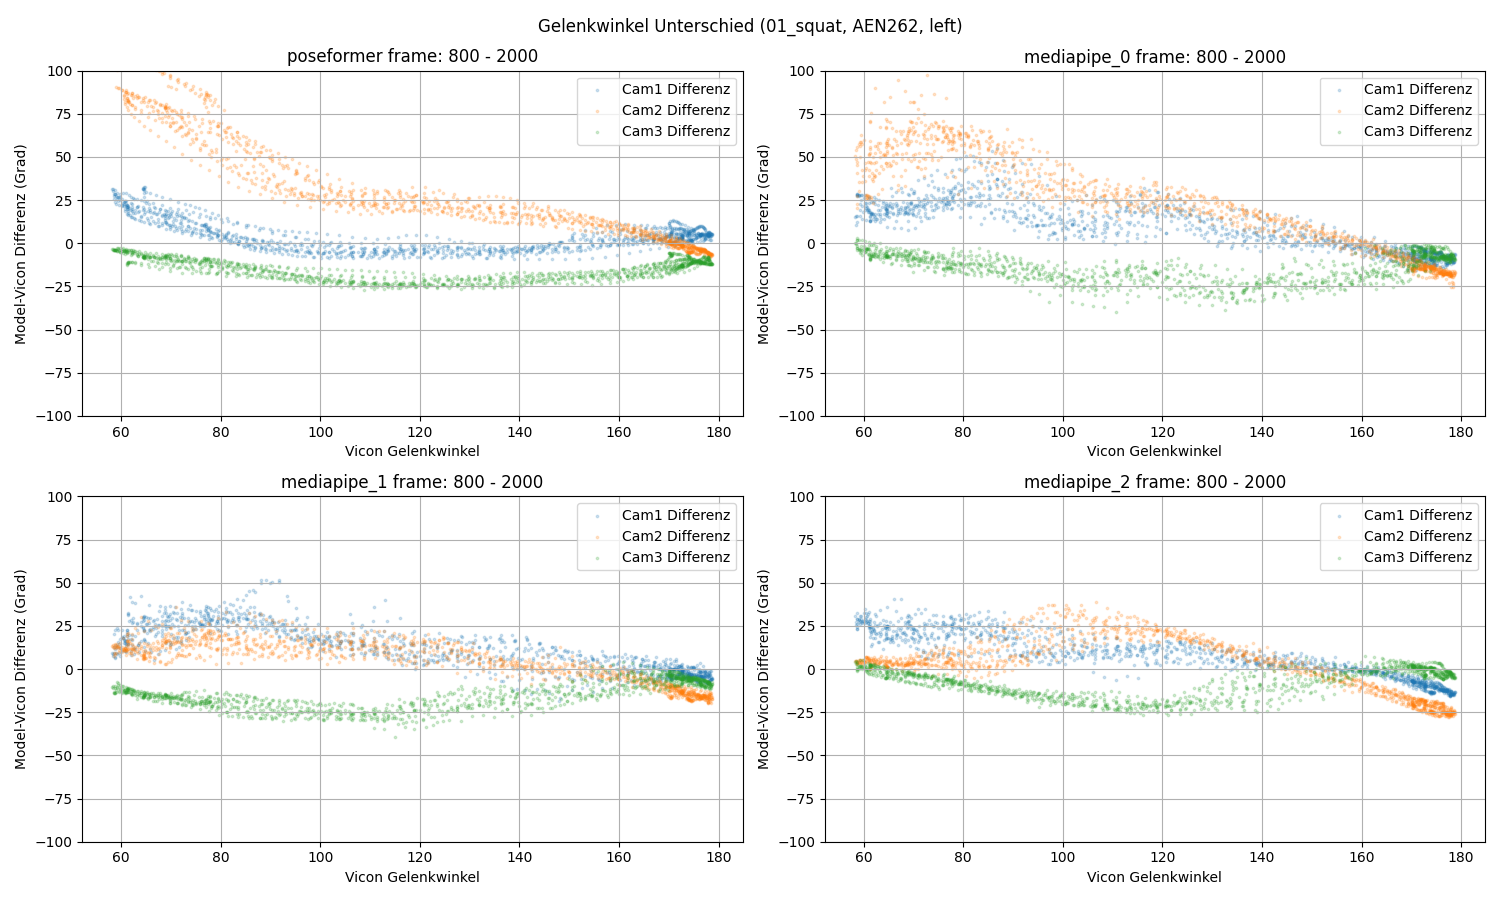 Gelenkwinkel Unterschied (01_squat, AEN262, left)
poseformer frame: 800 - 2000
100
75
50
25
0
−25
−50
−75
−100
60
80
100
120
140
160
180
Model-Vicon Differenz (Grad)
Vicon Gelenkwinkel
Cam1 Differenz
Cam2 Differenz
Cam3 Differenz
mediapipe_0 frame: 800 - 2000
100
75
50
25
0
−25
−50
−75
−100
60
80
100
120
140
160
180
Model-Vicon Differenz (Grad)
Vicon Gelenkwinkel
Cam1 Differenz
Cam2 Differenz
Cam3 Differenz
mediapipe_1 frame: 800 - 2000
100
75
50
25
0
−25
−50
−75
−100
60
80
100
120
140
160
180
Model-Vicon Differenz (Grad)
Vicon Gelenkwinkel
Cam1 Differenz
Cam2 Differenz
Cam3 Differenz
mediapipe_2 frame: 800 - 2000
100
75
50
25
0
−25
−50
−75
−100
60
80
100
120
140
160
180
Model-Vicon Differenz (Grad)
Vicon Gelenkwinkel
Cam1 Differenz
Cam2 Differenz
Cam3 Differenz